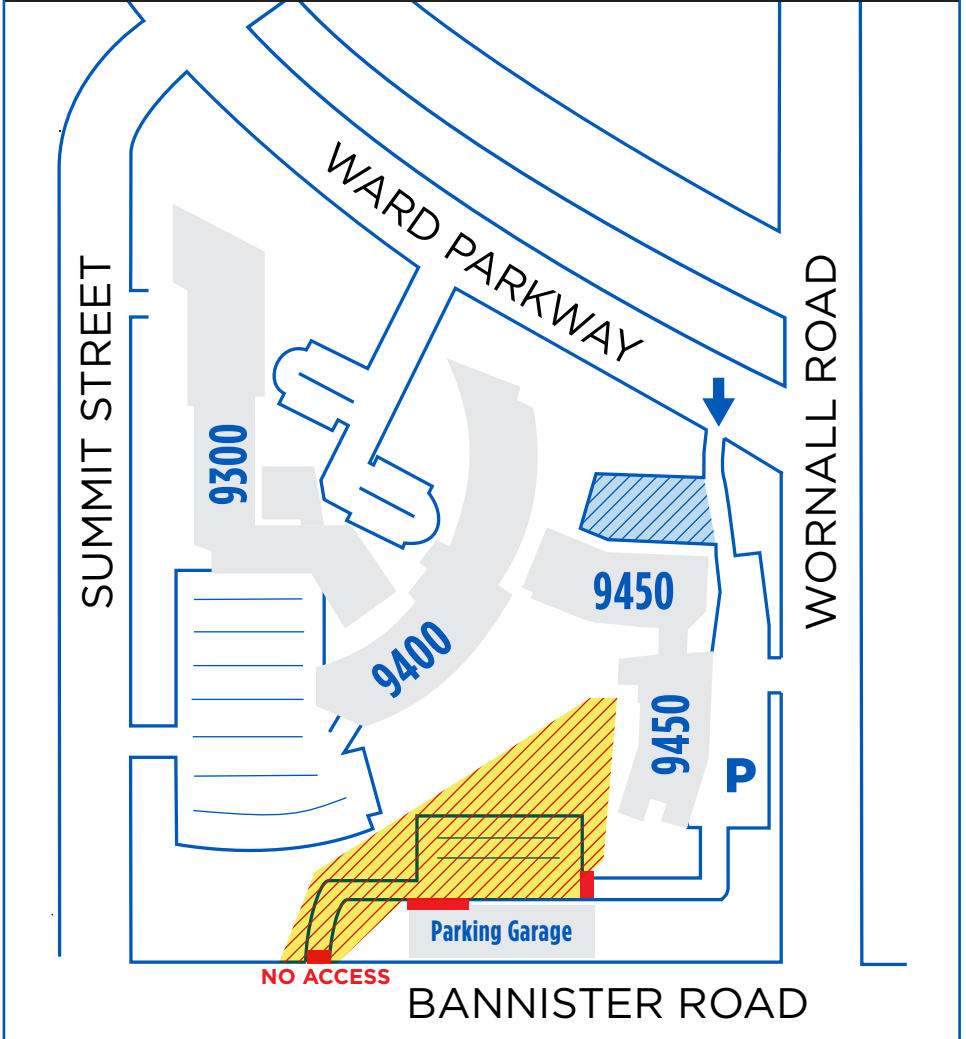 WARD PARKWAY
SUMMIT STREET
WORNALL ROAD
9300
9450
9400
9450
P
Parking Garage
NO ACCESS
BANNISTER ROAD